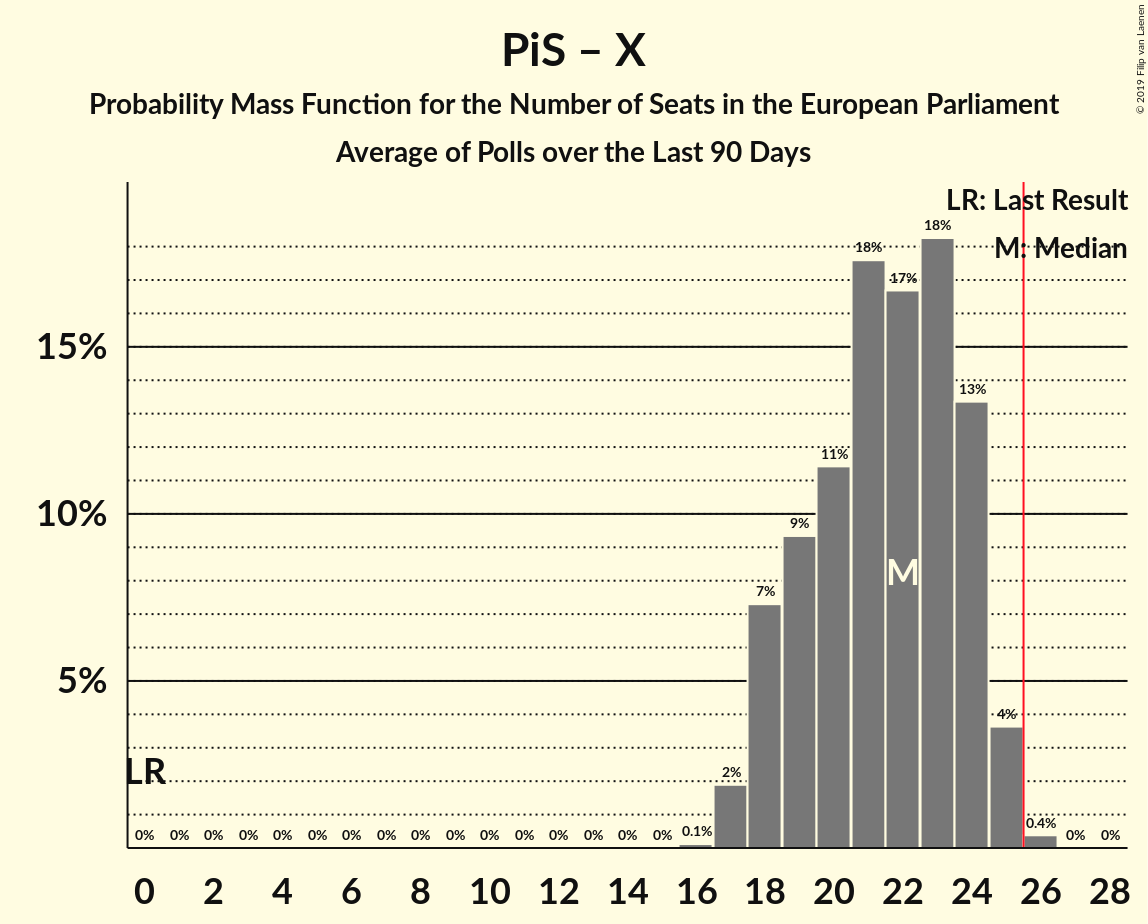 PiS – X
Probability Mass Function for the Number of Seats in the European Parliament
Average of Polls over the Last 90 Days
© 2019 Filip van Laenen
LR: Last Result
M: Median
18%
18%
17%
15%
13%
11%
10%
9%
M
7%
5%
4%
LR
2%
0% 0% 0% 0% 0% 0% 0% 0% 0% 0% 0% 0% 0% 0% 0% 0% 0.1% 0.4% 0% 0%
0 2 4 6 8 10 12 14 16 18 20 22 24 26 28